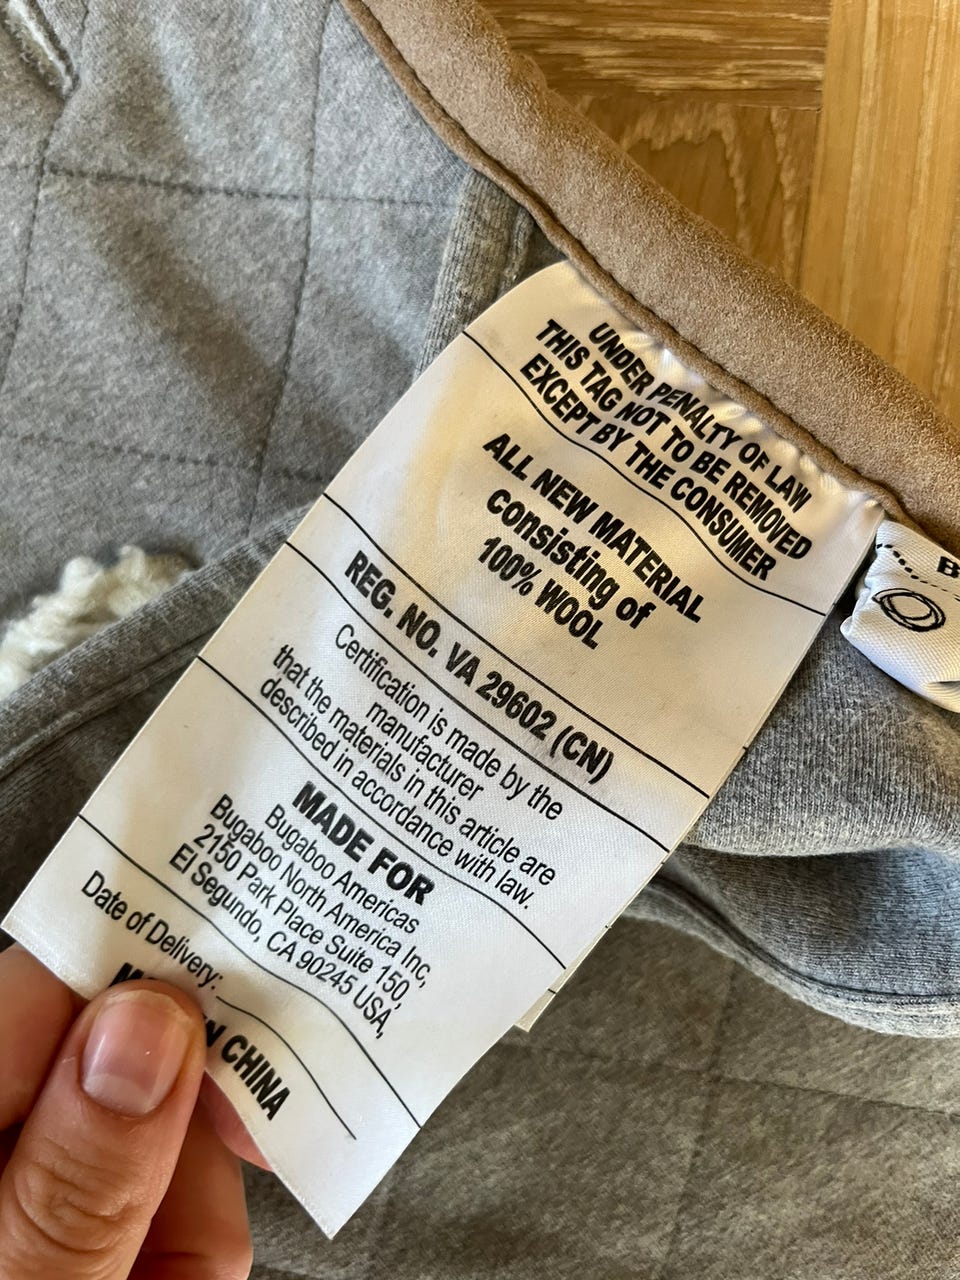 UNDER PENALTY OF LAW
THIS TAG NOT TO BE REMOVED
EXCEPT BY THE CONSUMER
ALL NEW MATERIAL
consisting of
100% WOOL
REG. NO. VA 29602 (CN)
Certification is made by the
manufacturer
that the materials in this article are
described in accordance with law.
MADE FOR
Bugaboo Americas
Bugaboo North America Inc,
2150 Park Place Suite 150,
El Segundo, CA 90245 USA,
Date of Delivery:
CHINA
B